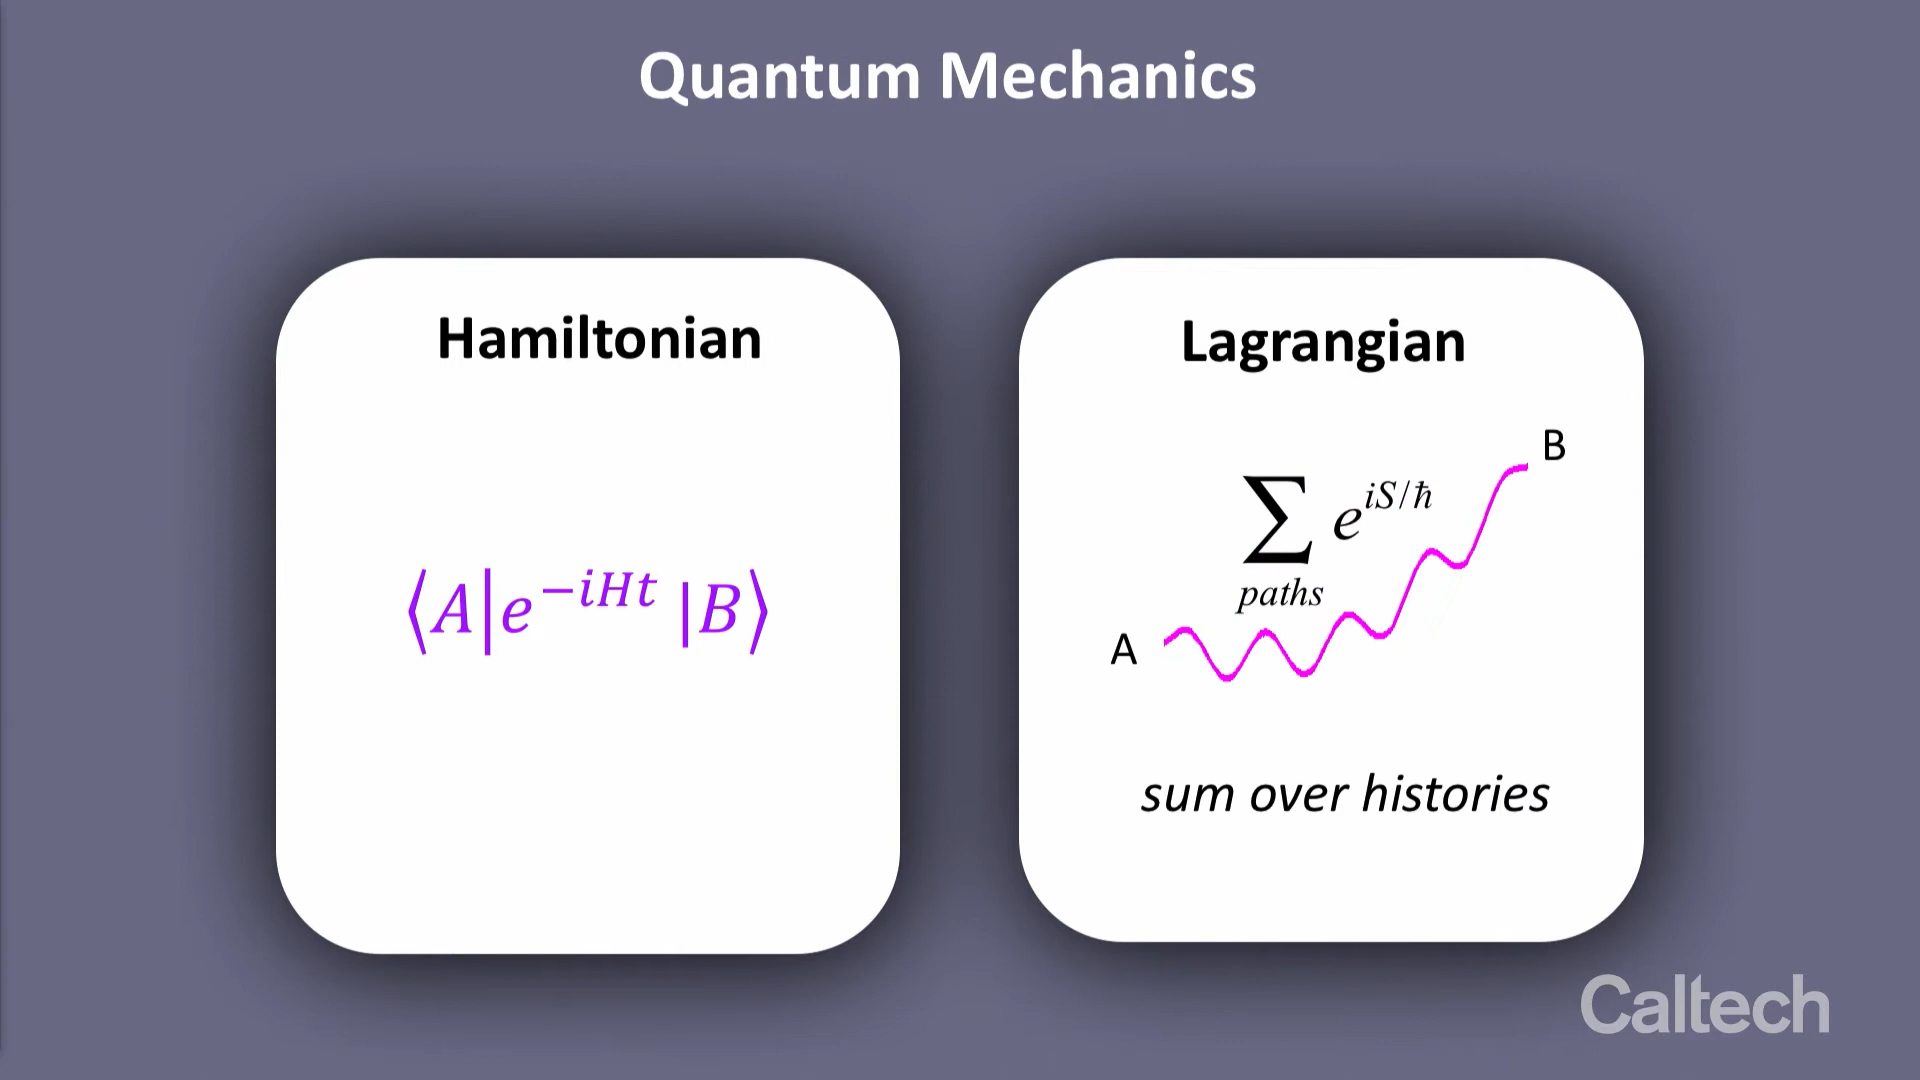 Quantum Mechanics
Hamiltonian
⟨A|e^{-iHt} |B⟩
Lagrangian
B
∑ e^{iS/ħ}
paths
A
sum over histories
Caltech